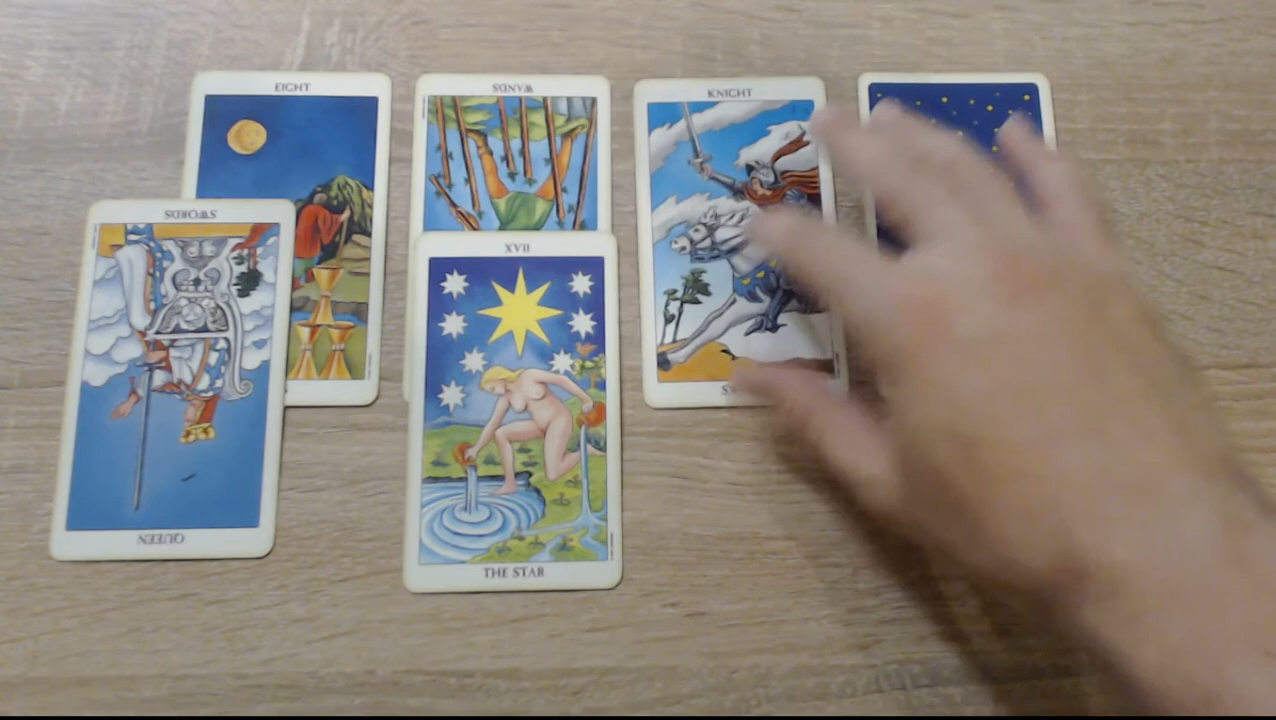 EIGHT
WANDS
KNIGHT
SWORDS
XVII
QUEEN
THE STAR